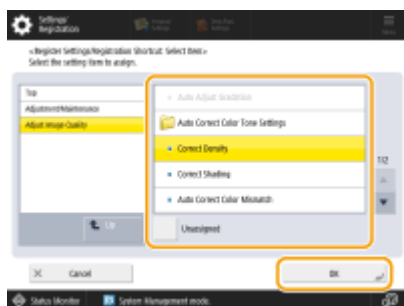 Settings/
Registration
<Register Settings/Registration Shortcut: Select Item>
Select the setting item to assign.
Top
Adjustment/Maintenance
Adjust Image Quality
Auto Adjust Gradation
Auto Correct Color Tone Settings
Correct Density
Correct Shading
Auto Correct Color Mismatch
1/2
Up
Unassigned
Cancel
OK
Status Monitor
System Management mode.